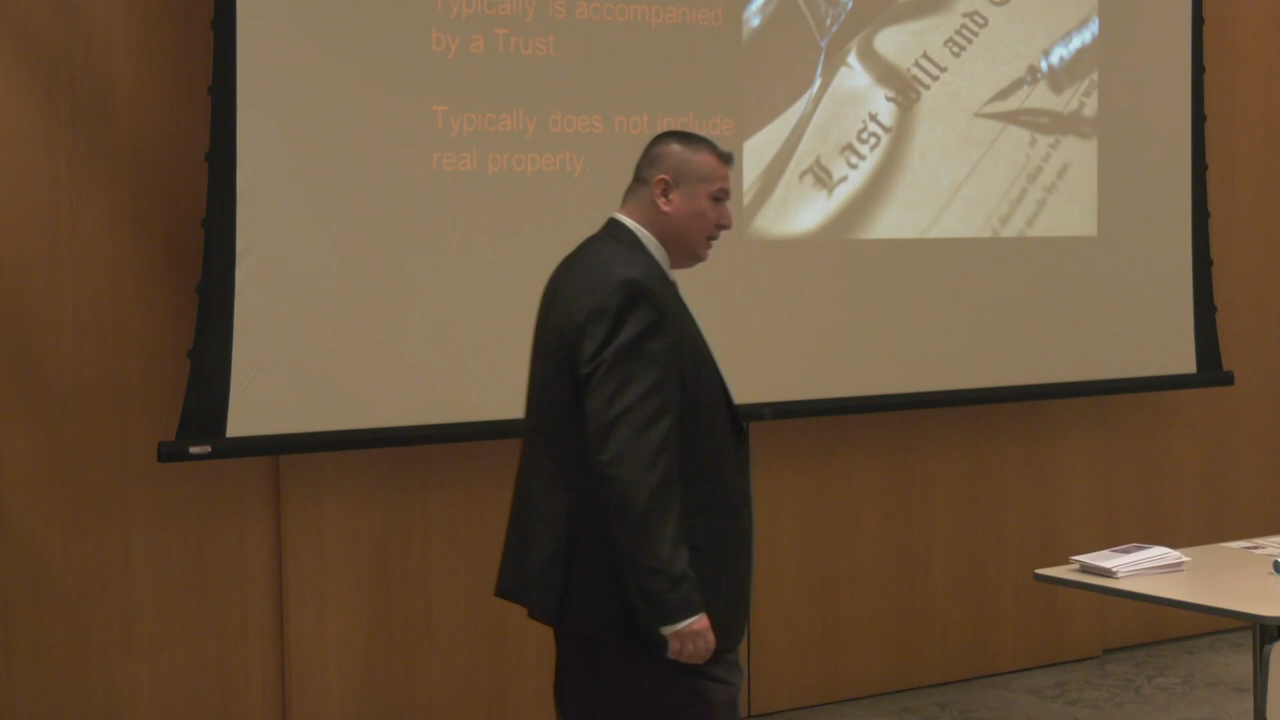 Typically is accompanied
by a Trust.
Typically does not include
real property.
Last will and